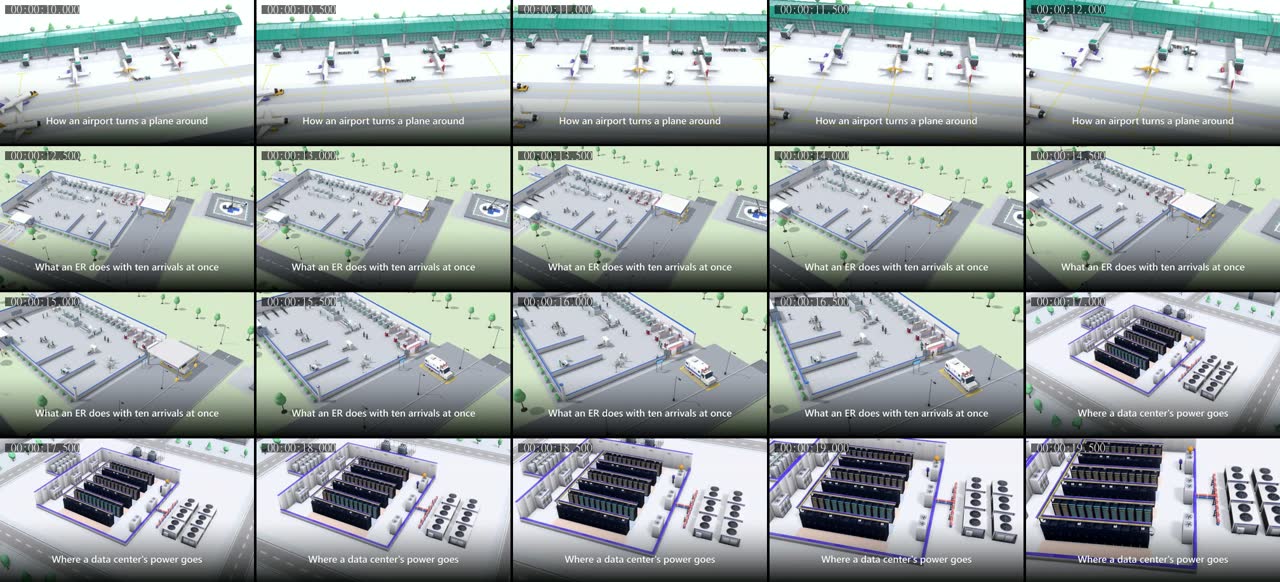 00:00:10.000
00:00:10.500
00:00:11.000
00:00:11.500
00:00:12.000
How an airport turns a plane around
How an airport turns a plane around
How an airport turns a plane around
How an airport turns a plane around
How an airport turns a plane around
00:00:12.500
00:00:13.000
00:00:13.500
00:00:14.000
00:00:14.500
What an ER does with ten arrivals at once
What an ER does with ten arrivals at once
What an ER does with ten arrivals at once
What an ER does with ten arrivals at once
What an ER does with ten arrivals at once
00:00:15.000
00:00:15.500
00:00:16.000
00:00:16.500
00:00:17.000
What an ER does with ten arrivals at once
What an ER does with ten arrivals at once
What an ER does with ten arrivals at once
What an ER does with ten arrivals at once
Where a data center's power goes
00:00:17.500
00:00:18.000
00:00:18.500
00:00:19.000
00:00:19.500
Where a data center's power goes
Where a data center's power goes
Where a data center's power goes
Where a data center's power goes
Where a data center's power goes